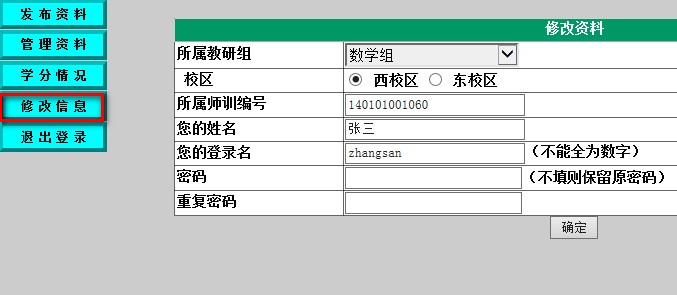 发布资料
管理资料
学分情况
修改信息
退出登录
修改资料
所属教研组 数学组
校区 西校区 东校区
所属师训编号 140101001060
您的姓名 张三
您的登录名 zhangsan （不能全为数字）
密码 （不填则保留原密码）
重复密码
确定